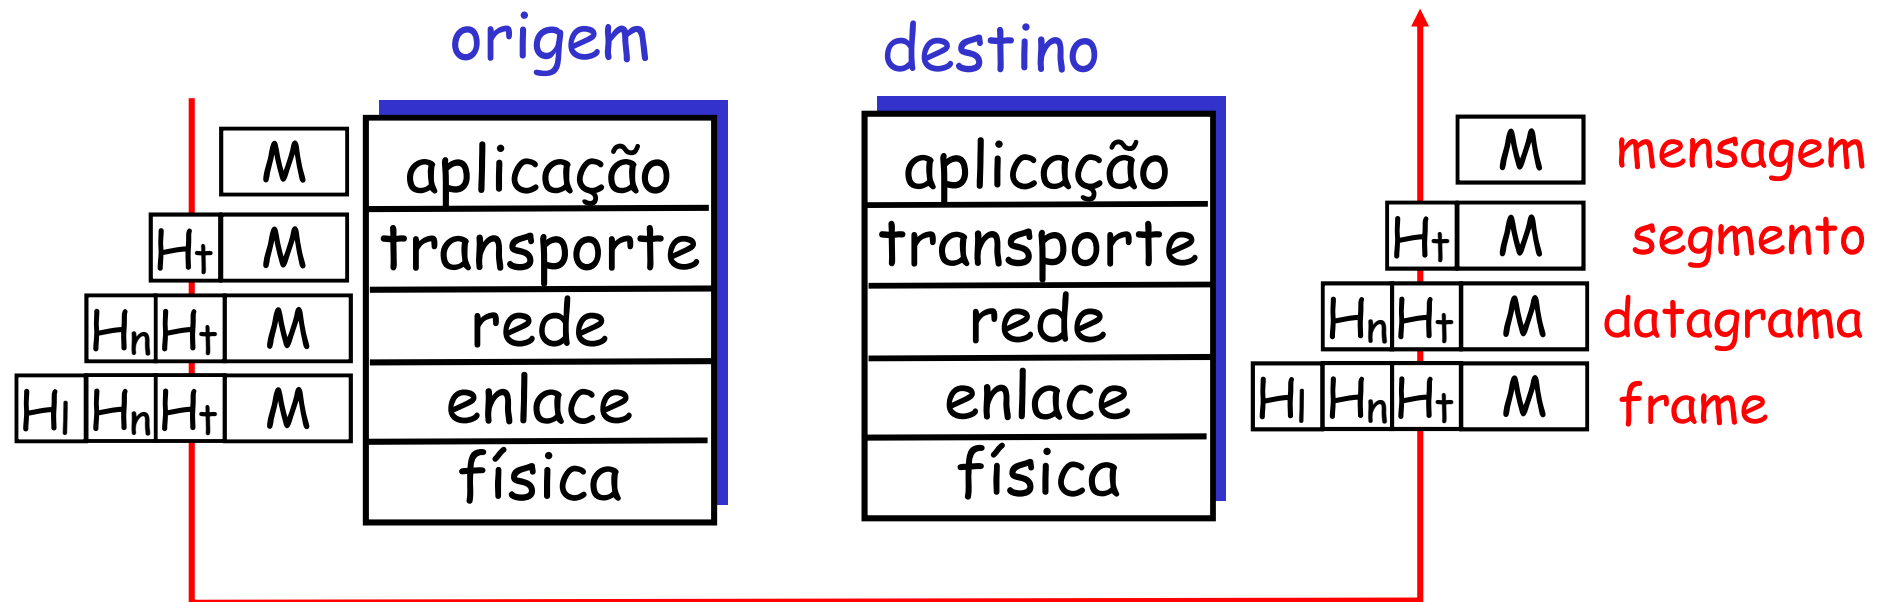 origem destino
M aplicação aplicação M mensagem
Ht M transporte transporte Ht M segmento
Hn Ht M rede rede Hn Ht M datagrama
Hl Hn Ht M enlace enlace Hl Hn Ht M frame
física física